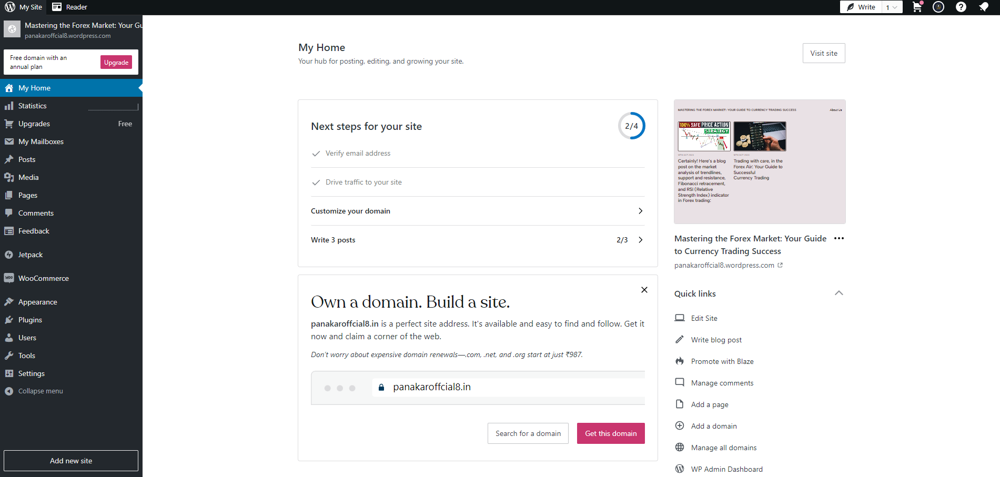 My Site
Reader
Write
1
Mastering the Forex Market: Your Gu
panakaroffcial8.wordpress.com
Free domain with an
annual plan
Upgrade
My Home
Statistics
Upgrades
Free
My Mailboxes
Posts
Media
Pages
Comments
Feedback
Jetpack
WooCommerce
Appearance
Plugins
Users
Tools
Settings
Collapse menu
Add new site
My Home
Your hub for posting, editing, and growing your site.
Visit site
Next steps for your site
2/4
Verify email address
Drive traffic to your site
Customize your domain
Write 3 posts
2/3
Own a domain. Build a site.
panakaroffcial8.in is a perfect site address. It's available and easy to find and follow. Get it
now and claim a corner of the web.
Don't worry about expensive domain renewals—.com, .net, and .org start at just ₹987.
panakaroffcial8.in
Search for a domain
Get this domain
MASTERING THE FOREX MARKET: YOUR GUIDE TO CURRENCY TRADING SUCCESS
About Us
100% SAFE PRICE ACTION
STRATEGY
Certainly! Here's a blog
post on the market
analysis of trendlines,
support and resistance,
Fibonacci retracement,
and RSI (Relative
Strength Index) indicator
in Forex trading:
Trading with care, in the
Forex Air: Your Guide to
Successful
Currency Trading
Mastering the Forex Market: Your Guide
to Currency Trading Success
panakaroffcial8.wordpress.com
Quick links
Edit Site
Write blog post
Promote with Blaze
Manage comments
Add a page
Add a domain
Manage all domains
WP Admin Dashboard